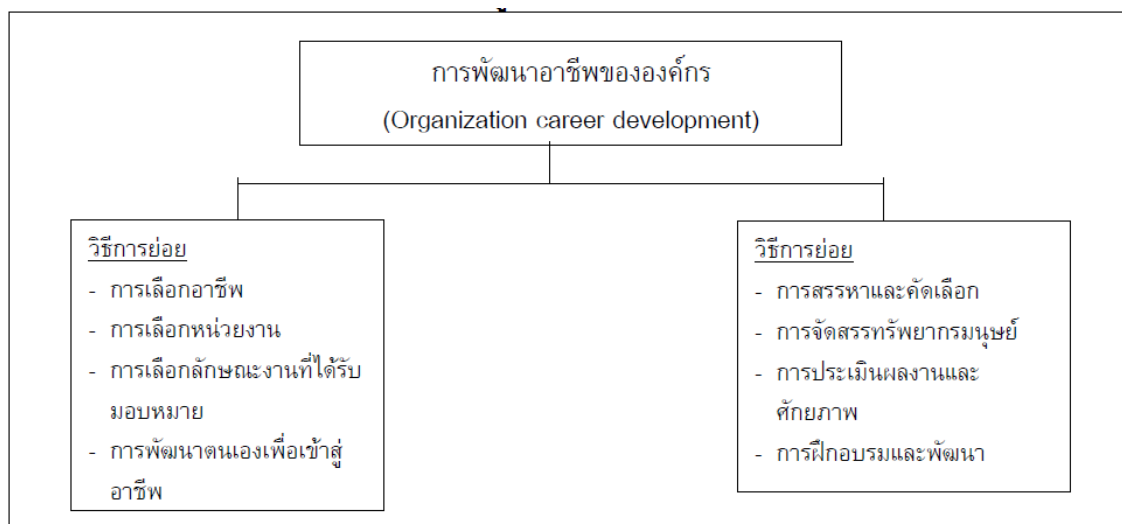 การพัฒนาอาชีพขององค์กร
(Organization career development)
วิธีการย่อย
- การเลือกอาชีพ
- การเลือกหน่วยงาน
- การเลือกลักษณะงานที่ได้รับ
มอบหมาย
- การพัฒนาตนเองเพื่อเข้าสู่
อาชีพ
วิธีการย่อย
- การสรรหาและคัดเลือก
- การจัดสรรทรัพยากรมนุษย์
- การประเมินผลงานและ
ศักยภาพ
- การฝึกอบรมและพัฒนา